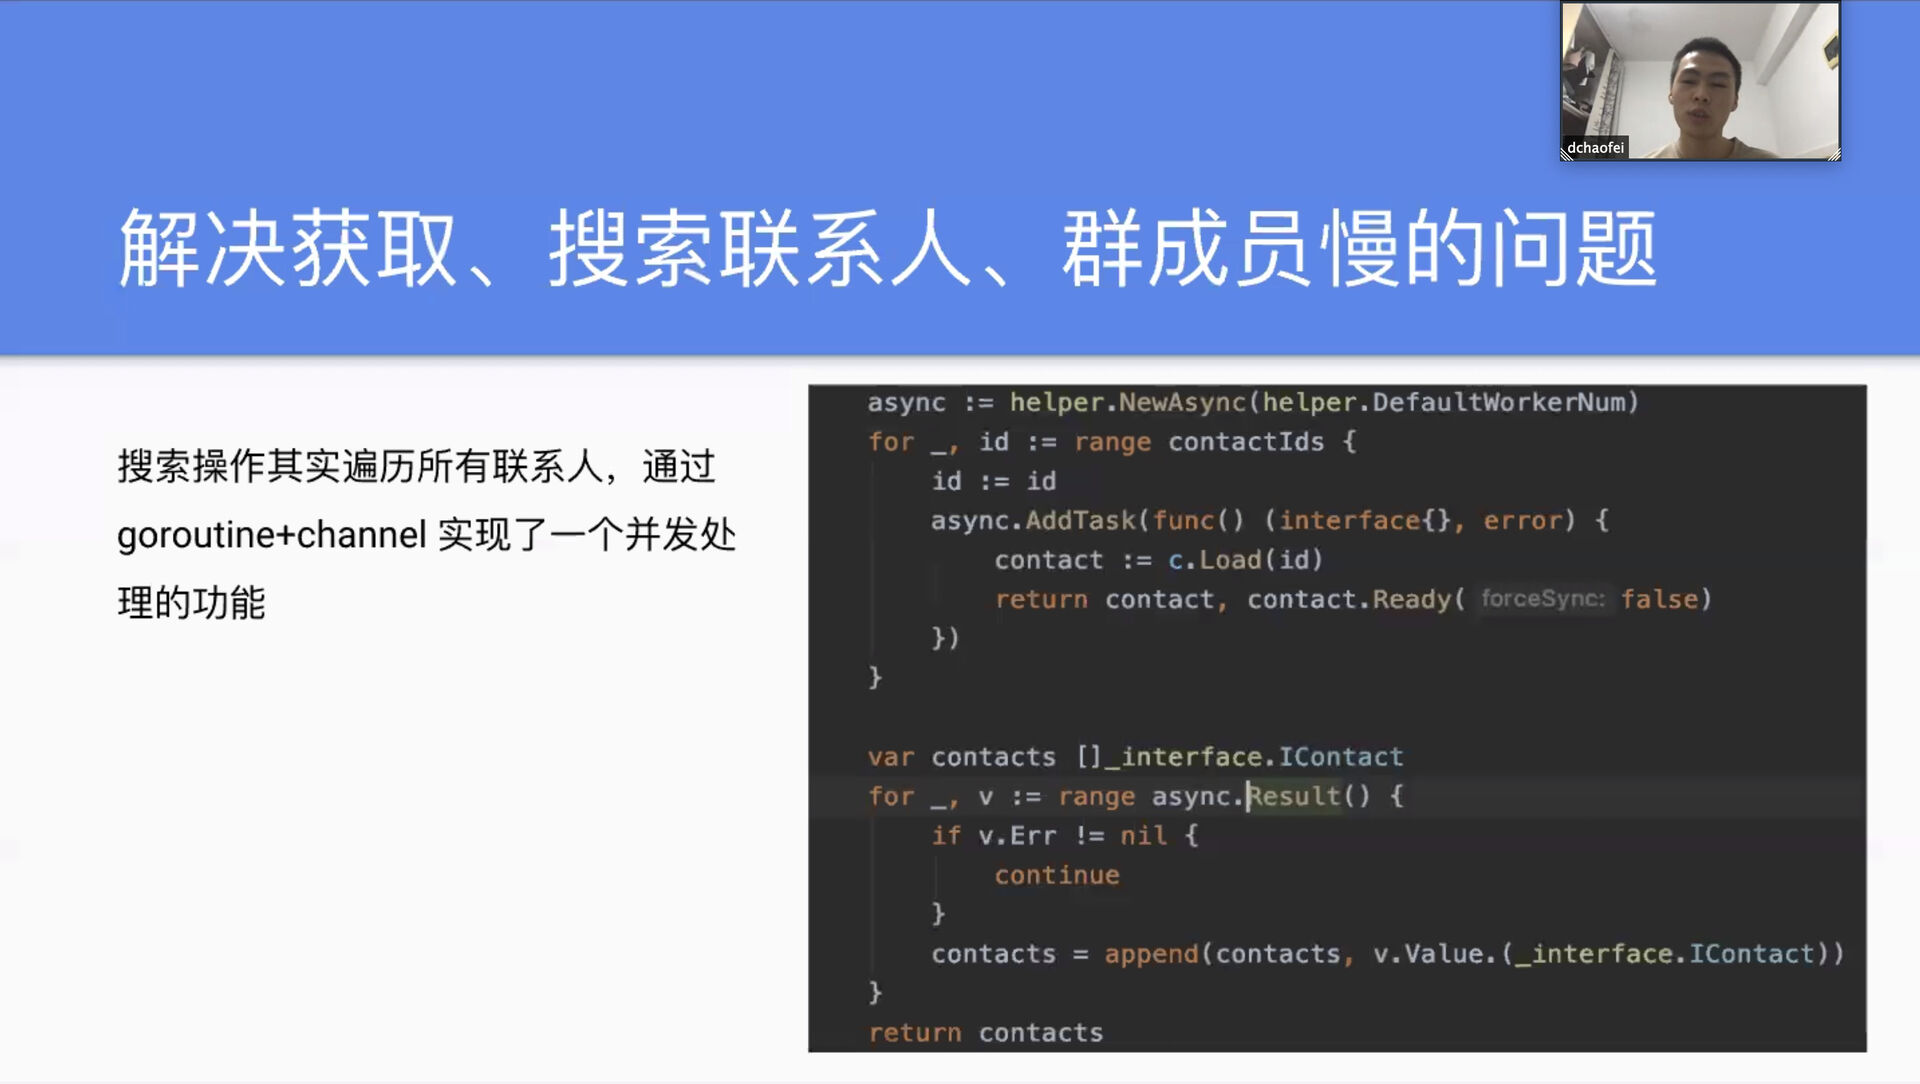 dchaofei
解决获取、搜索联系人、群成员慢的问题
搜索操作其实遍历所有联系人，通过
goroutine+channel 实现了一个并发处
理的功能
async := helper.NewAsync(helper.DefaultWorkerNum)
for _, id := range contactIds {
id := id
async.AddTask(func() (interface{}, error) {
contact := c.Load(id)
return contact, contact.Ready( forceSync: false)
})
}
var contacts []_interface.IContact
for _, v := range async.Result() {
if v.Err != nil {
continue
}
contacts = append(contacts, v.Value.(_interface.IContact))
}
return contacts